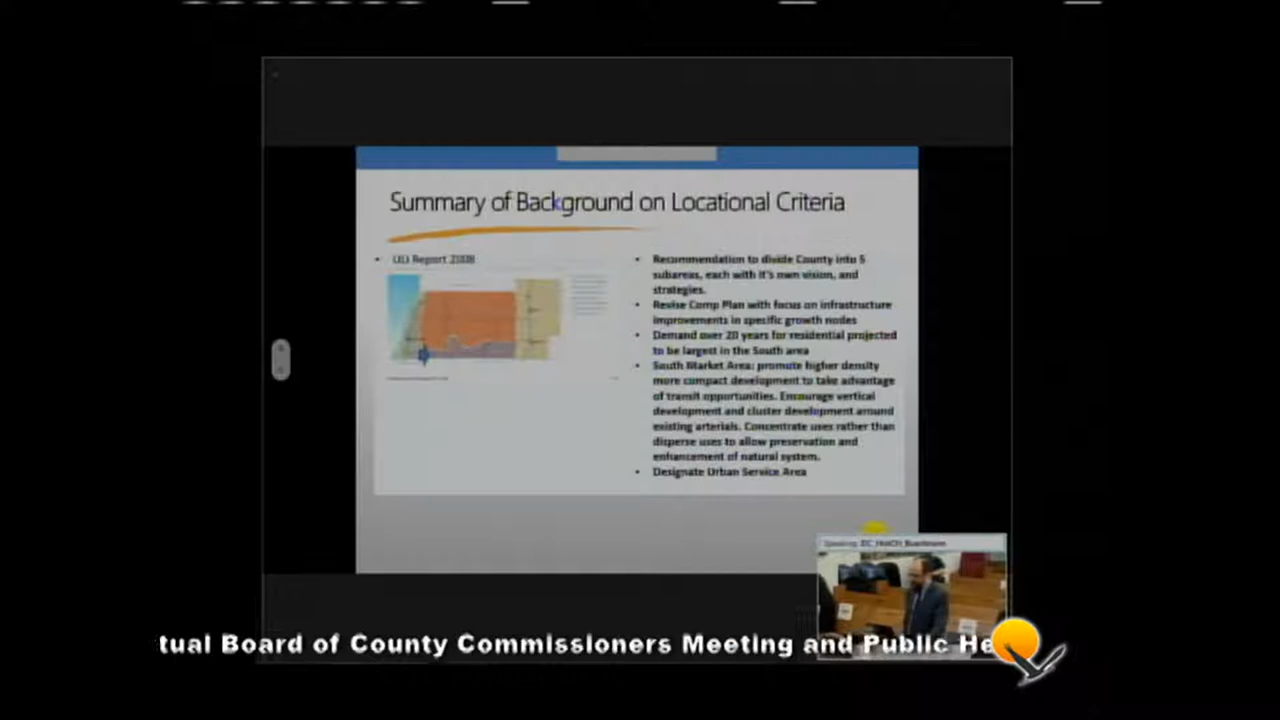 Summary of Background on Locational Criteria
• ULI Report 2008
• Recommendation to divide County into 5
subareas, each with it's own vision, and
strategies.
• Revise Comp Plan with focus on infrastructure
improvements in specific growth nodes
• Demand over 20 years for residential projected
to be largest in the South area
• South Market Area: promote higher density
more compact development to take advantage
of transit opportunities. Encourage vertical
development and cluster development around
existing arterials. Concentrate uses rather than
disperse uses to allow preservation and
enhancement of natural system.
• Designate Urban Service Area
Speaking:
tual Board of County Commissioners Meeting and Public He